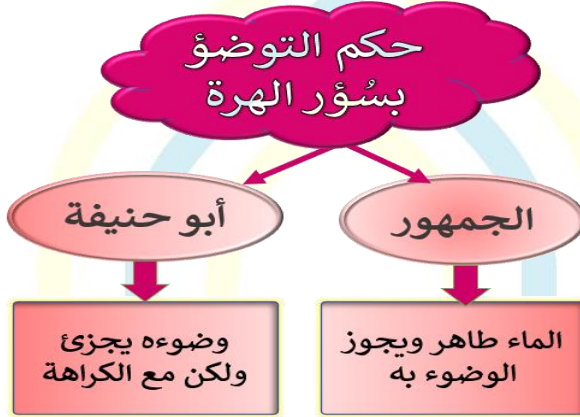 حكم التوضؤ
بسُؤر الهرة
الجمهور
أبو حنيفة
الماء طاهر ويجوز
الوضوء به
وضوءه يجزئ
ولكن مع الكراهة